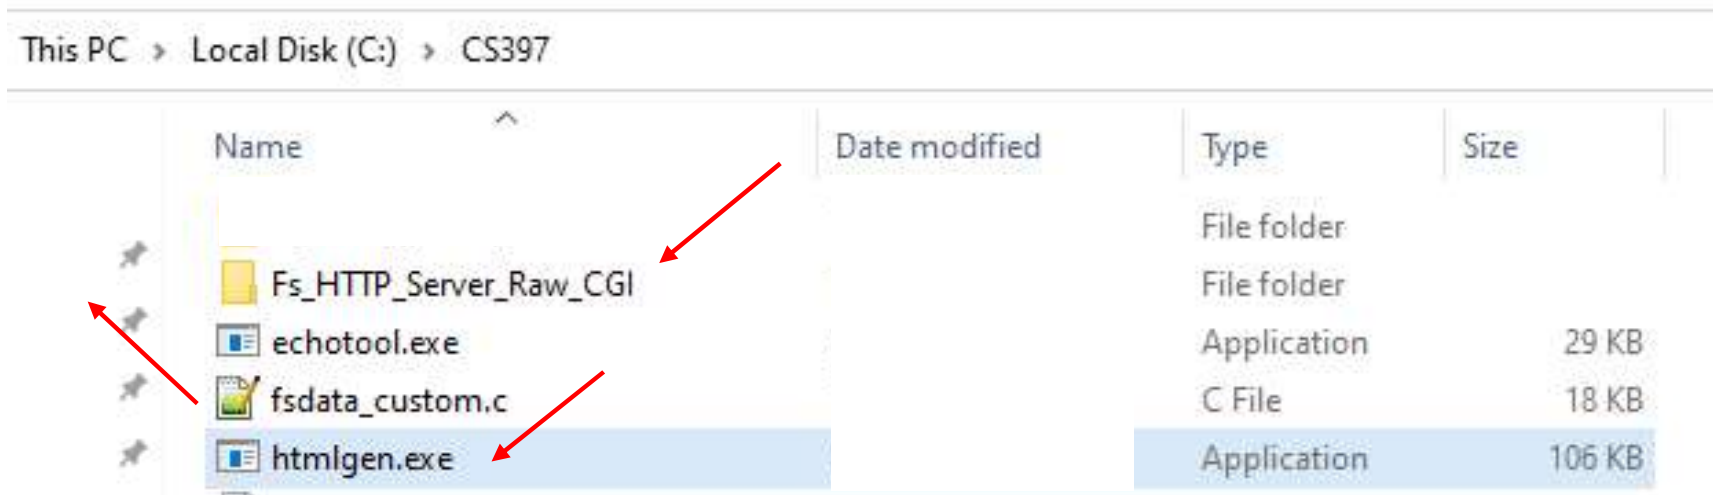 This PC > Local Disk (C:) > CS397
Name Date modified Type Size
File folder
Fs_HTTP_Server_Raw_CGI File folder
echotool.exe Application 29 KB
fsdata_custom.c C File 18 KB
htmlgen.exe Application 106 KB